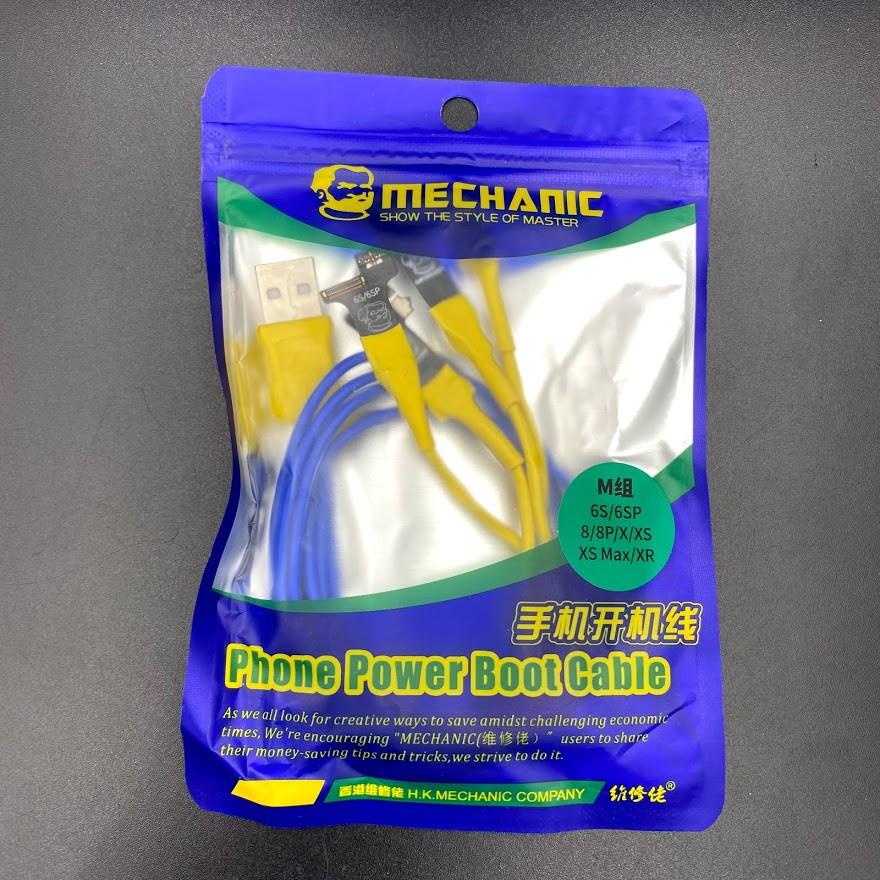 MECHANIC
SHOW THE STYLE OF MASTER
6S/6SP
M组
6S/6SP
8/8P/X/XS
XS Max/XR
手机开机线
Phone Power Boot Cable
As we all look for creative ways to save amidst challenging economic
times, We're encouraging "MECHANIC(维修佬)" users to share
their money-saving tips and tricks,we strive to do it.
香港维修佬 H.K.MECHANIC COMPANY 维修佬®